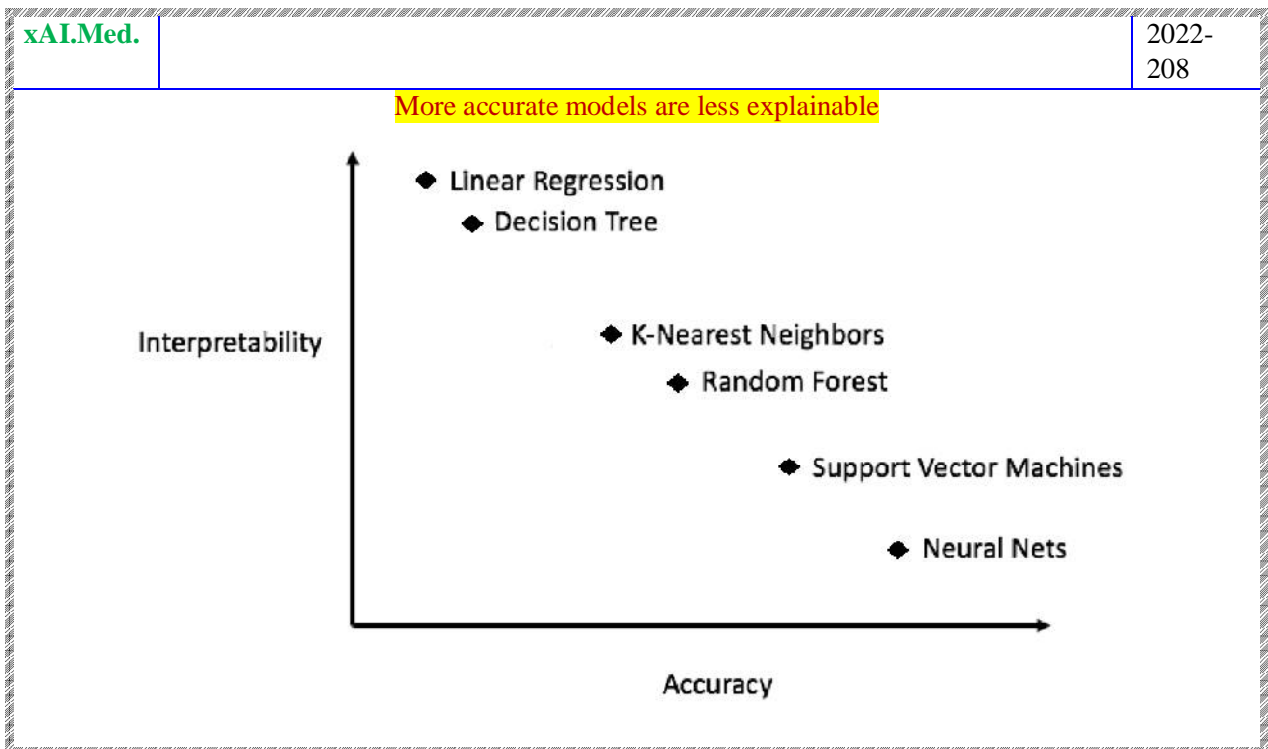 xAI.Med.
2022-
208
More accurate models are less explainable
Linear Regression
Decision Tree
Interpretability
K-Nearest Neighbors
Random Forest
Support Vector Machines
Neural Nets
Accuracy